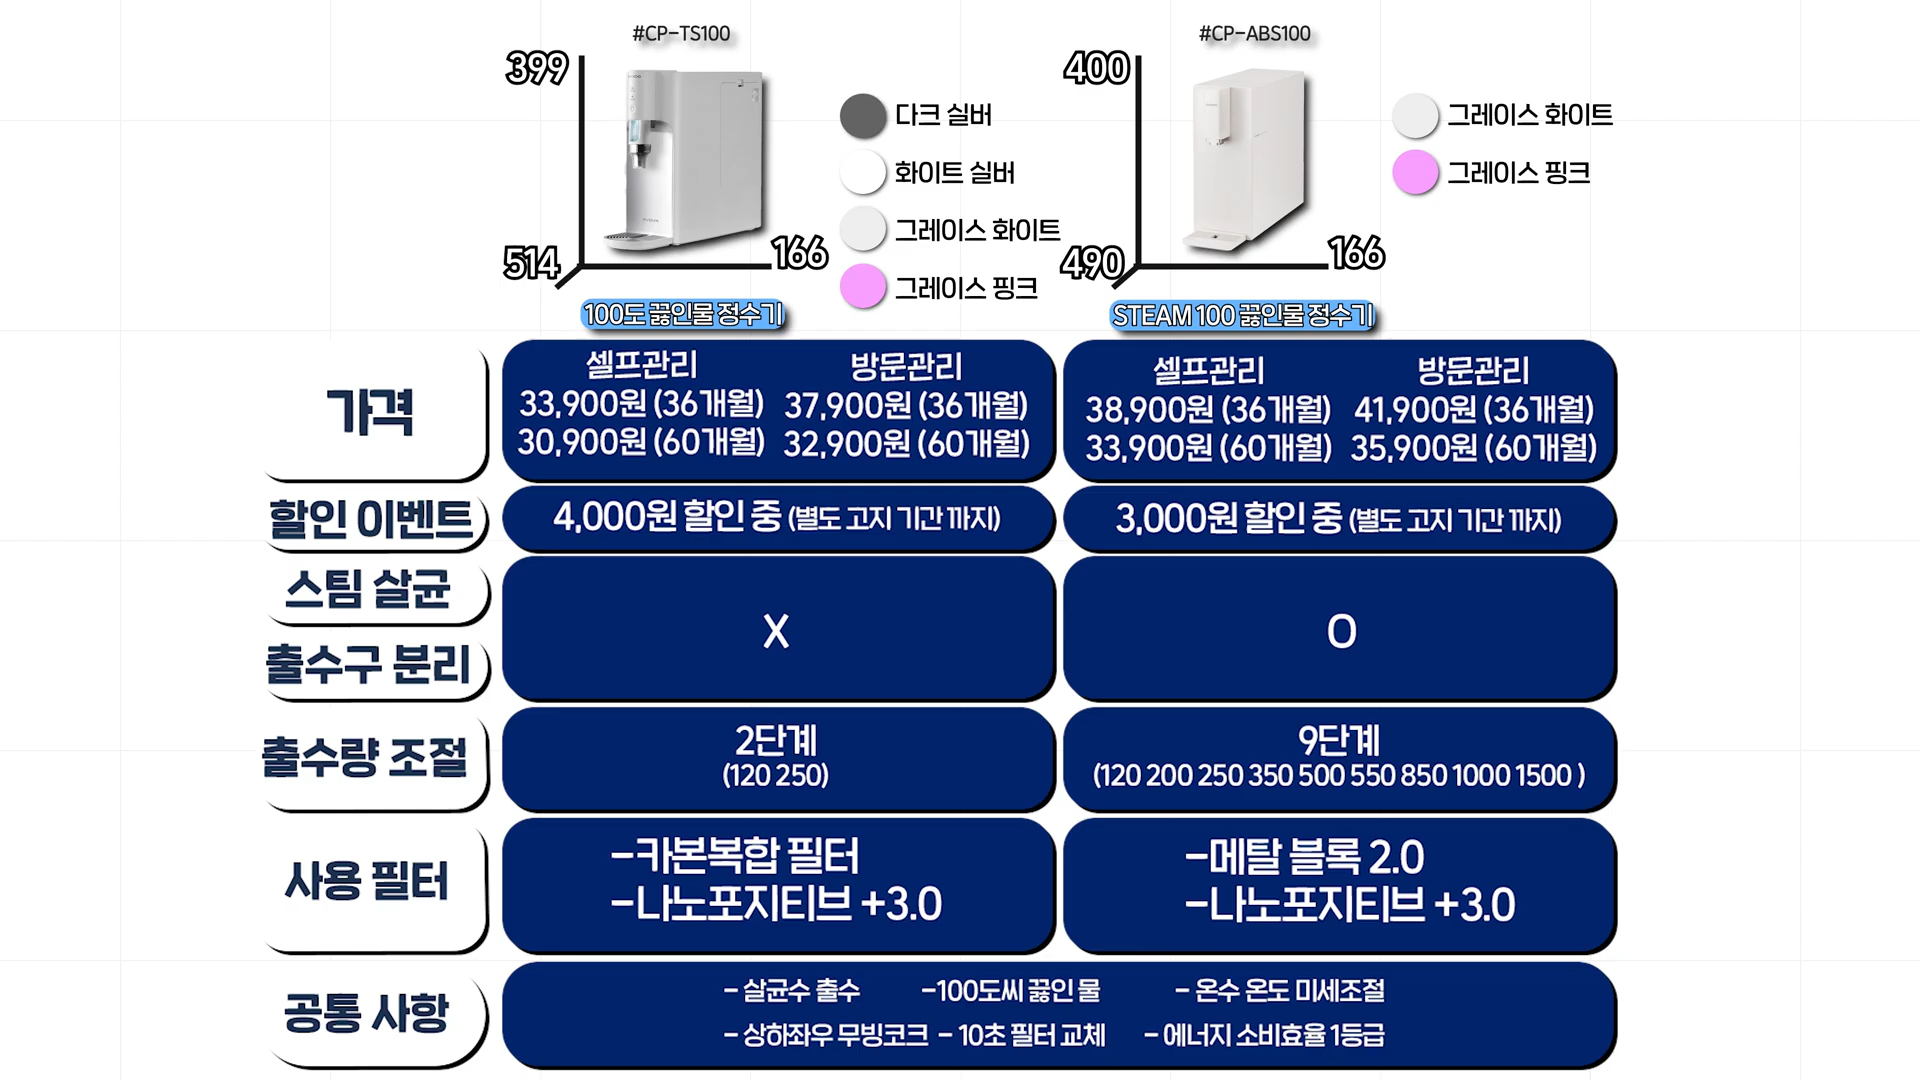 #CP-TS100
399
514
166
다크 실버
화이트 실버
그레이스 화이트
그레이스 핑크
100도 끓인물 정수기
#CP-ABS100
400
490
166
그레이스 화이트
그레이스 핑크
STEAM 100 끓인물 정수기
가격
셀프관리 방문관리
33,900원 (36개월) 37,900원 (36개월)
30,900원 (60개월) 32,900원 (60개월)
셀프관리 방문관리
38,900원 (36개월) 41,900원 (36개월)
33,900원 (60개월) 35,900원 (60개월)
할인 이벤트
4,000원 할인 중 (별도 고지 기간 까지)
3,000원 할인 중 (별도 고지 기간 까지)
스팀 살균
출수구 분리
X
O
출수량 조절
2단계
(120 250)
9단계
(120 200 250 350 500 550 850 1000 1500 )
사용 필터
-카본복합 필터
-나노포지티브 +3.0
-메탈 블록 2.0
-나노포지티브 +3.0
공통 사항
- 살균수 출수 -100도씨 끓인 물 - 온수 온도 미세조절
- 상하좌우 무빙코크 - 10초 필터 교체 - 에너지 소비효율 1등급